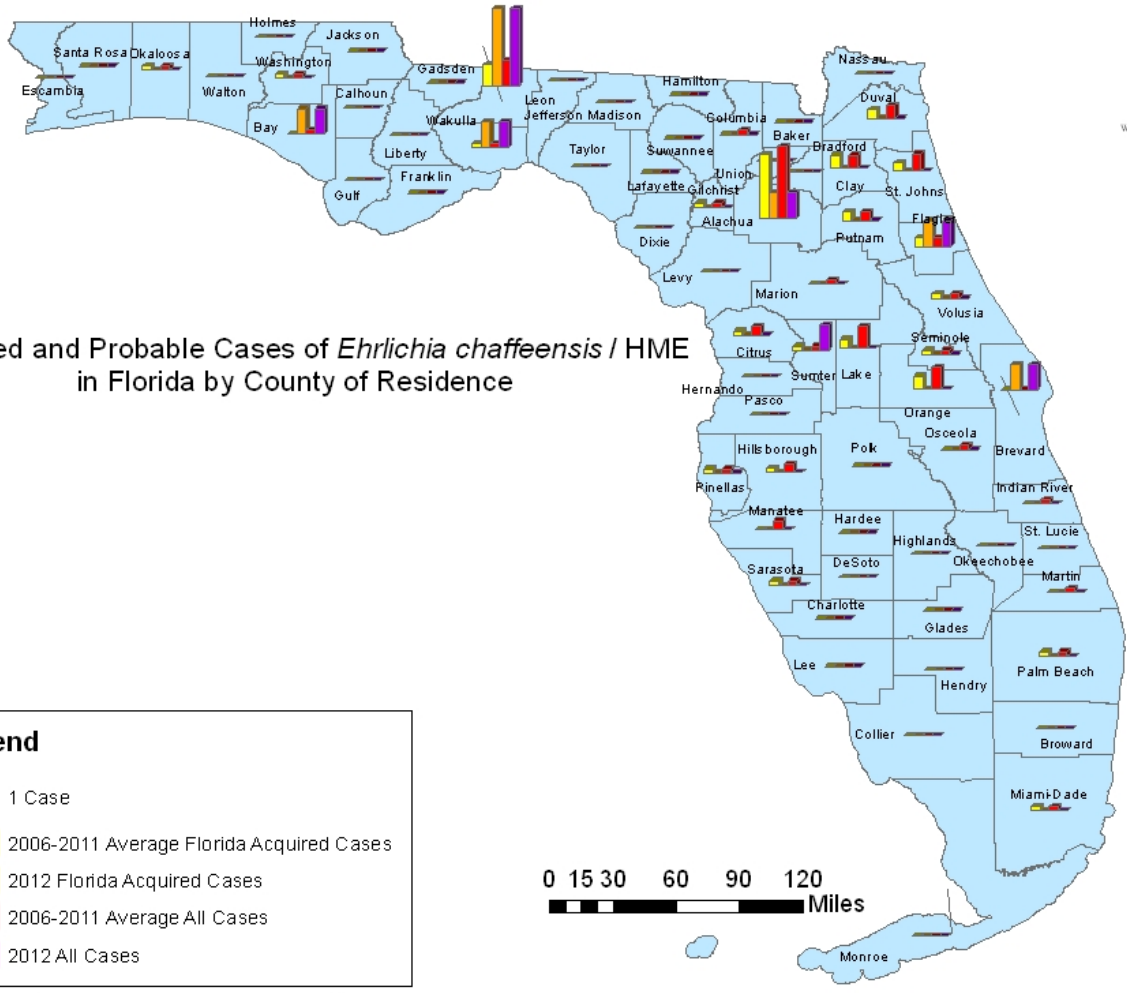 Holmes
Jackson
Santa Rosa
Okaloosa
Washington
Nassau
Escambia
Walton
Calhoun
Gadsden
Leon
Jefferson
Madison
Hamilton
Columbia
Duval
Bay
Wakulla
Baker
Bradford
Liberty
Taylor
Suwannee
Union
Clay
St. Johns
Gulf
Franklin
Lafayette
Gilchrist
Alachua
Flagler
Dixie
Putnam
Levy
Marion
Volusia
ed and Probable Cases of Ehrlichia chaffeensis / HME
in Florida by County of Residence
Citrus
Sumter
Lake
Seminole
Hernando
Pasco
Orange
Osceola
Brevard
Hillsborough
Polk
Pinellas
Indian River
Manatee
Hardee
Highlands
St. Lucie
Okeechobee
Sarasota
DeSoto
Martin
Charlotte
Glades
Lee
Hendry
Palm Beach
Collier
Broward
Miami-Dade
Monroe
end
1 Case
2006-2011 Average Florida Acquired Cases
2012 Florida Acquired Cases
2006-2011 Average All Cases
2012 All Cases
0 15 30 60 90 120
Miles